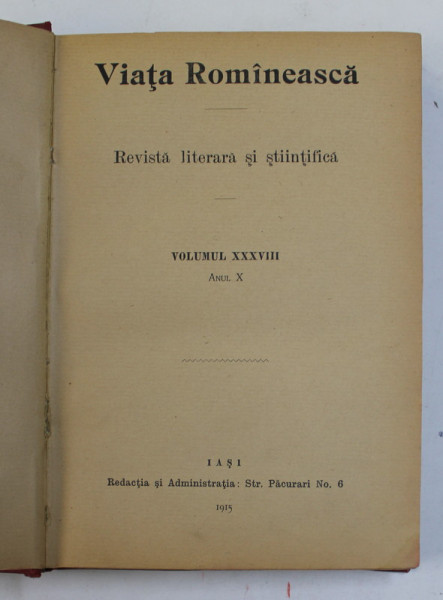 Viaţa Romînească
Revistă literară şi ştiinţifică
VOLUMUL XXXVIII
Anul X
IAŞI
Redacţia şi Administraţia: Str. Păcurari No. 6
1915